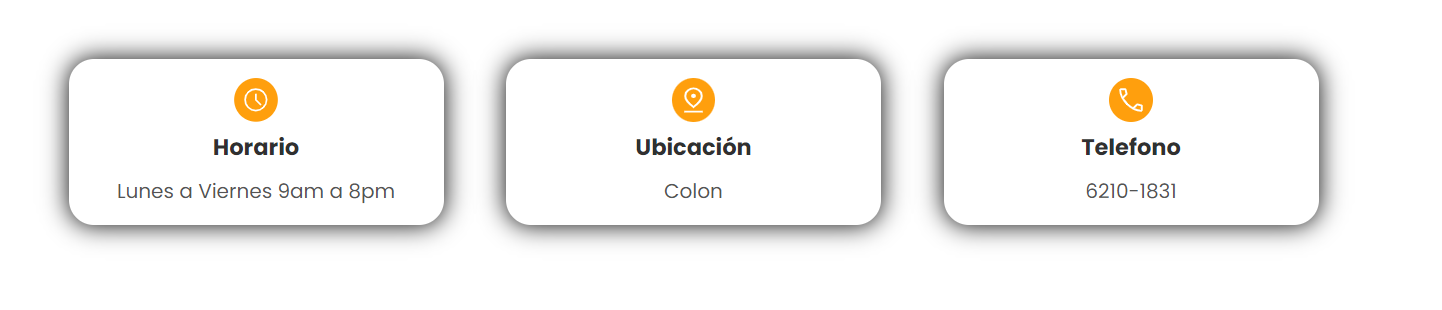 Horario
Lunes a Viernes 9am a 8pm
Ubicación
Colon
Telefono
6210-1831